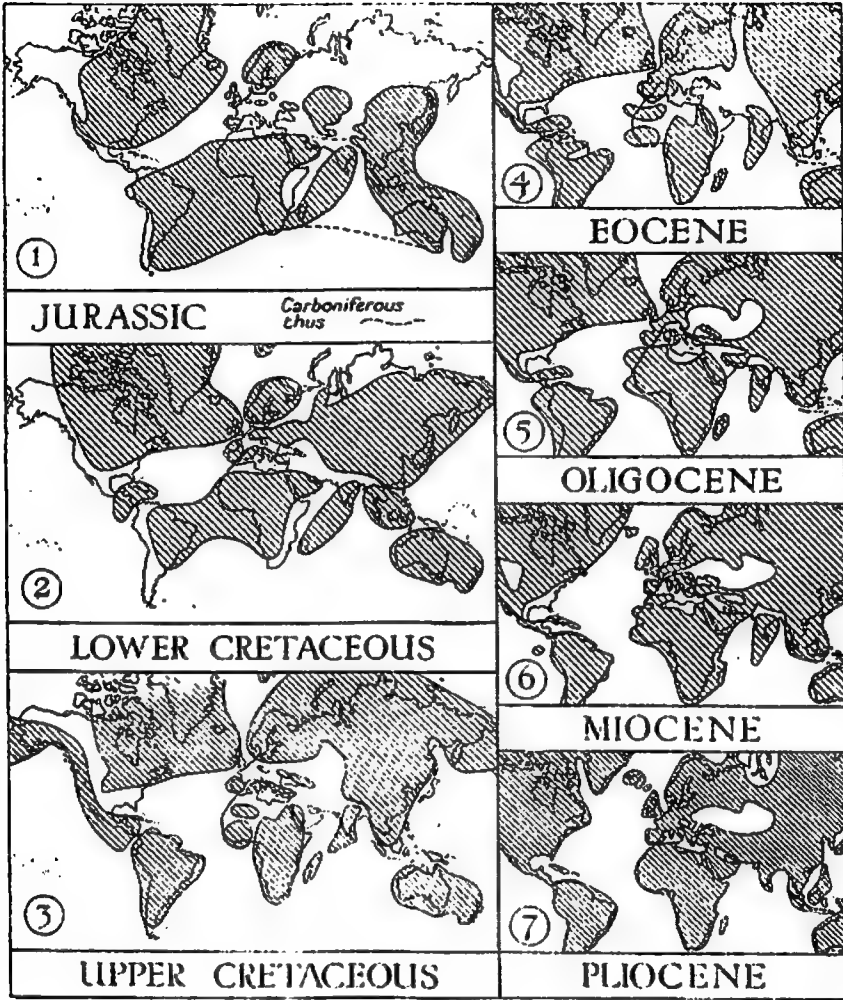 1
JURASSIC
Carboniferous
thus
2
LOWER CRETACEOUS
3
UPPER CRETACEOUS
4
EOCENE
5
OLIGOCENE
6
MIOCENE
7
PLIOCENE